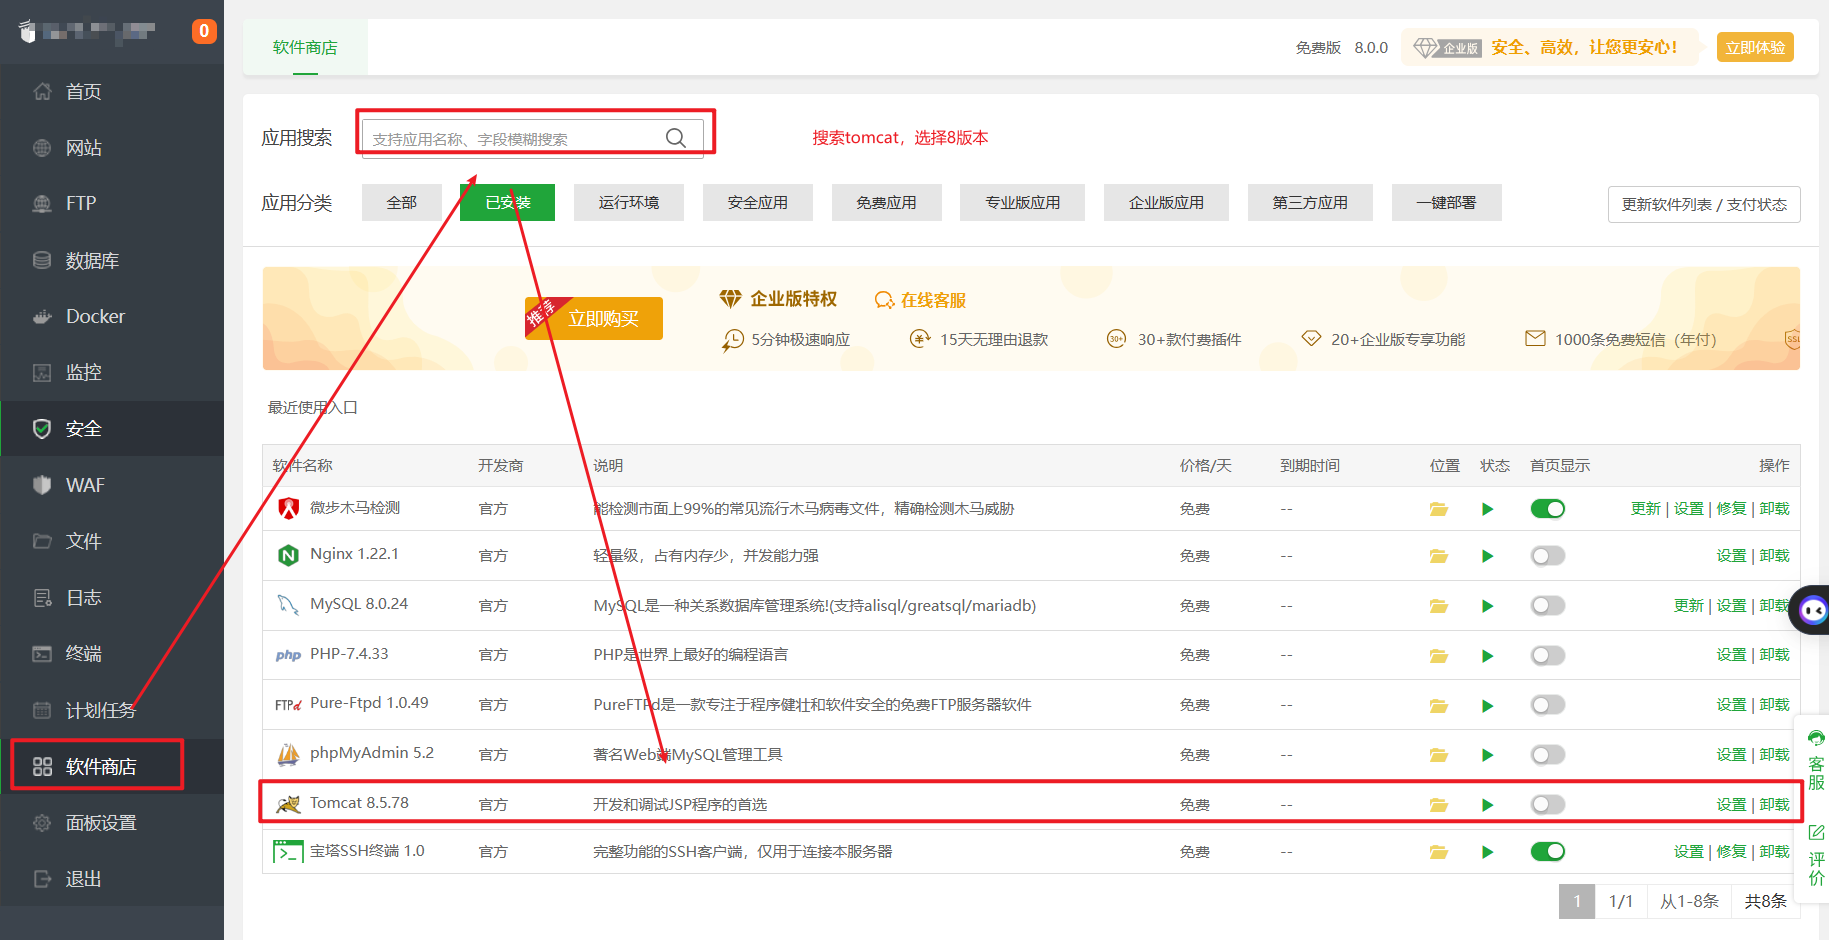 0
首页
网站
FTP
数据库
Docker
监控
安全
WAF
文件
日志
终端
计划任务
软件商店
面板设置
退出
软件商店
免费版 8.0.0 企业版 安全、高效，让您更安心！ 立即体验
应用搜索 支持应用名称、字段模糊搜索 搜索tomcat，选择8版本
应用分类 全部 已安装 运行环境 安全应用 免费应用 专业版应用 企业版应用 第三方应用 一键部署 更新软件列表 / 支付状态
推荐 立即购买
企业版特权 在线客服
5分钟极速响应 15天无理由退款 30+ 30+款付费插件 20+企业版专享功能 1000条免费短信（年付） SSL
最近使用入口
软件名称 开发商 说明 价格/天 到期时间 位置 状态 首页显示 操作
微步木马检测 官方 能检测市面上99%的常见流行木马病毒文件，精确检测木马威胁 免费 -- 更新 | 设置 | 修复 | 卸载
Nginx 1.22.1 官方 轻量级，占有内存少，并发能力强 免费 -- 设置 | 卸载
MySQL 8.0.24 官方 MySQL是一种关系数据库管理系统!(支持alisql/greatsql/mariadb) 免费 -- 更新 | 设置 | 卸载
php PHP-7.4.33 官方 PHP是世界上最好的编程语言 免费 -- 设置 | 卸载
FTPd Pure-Ftpd 1.0.49 官方 PureFTPd是一款专注于程序健壮和软件安全的免费FTP服务器软件 免费 -- 设置 | 卸载
phpMyAdmin 5.2 官方 著名Web端MySQL管理工具 免费 -- 设置 | 卸载
Tomcat 8.5.78 官方 开发和调试JSP程序的首选 免费 -- 设置 | 卸载
宝塔SSH终端 1.0 官方 完整功能的SSH客户端，仅用于连接本服务器 免费 -- 设置 | 修复 | 卸载
1 1/1 从1-8条 共8条
客服
评价